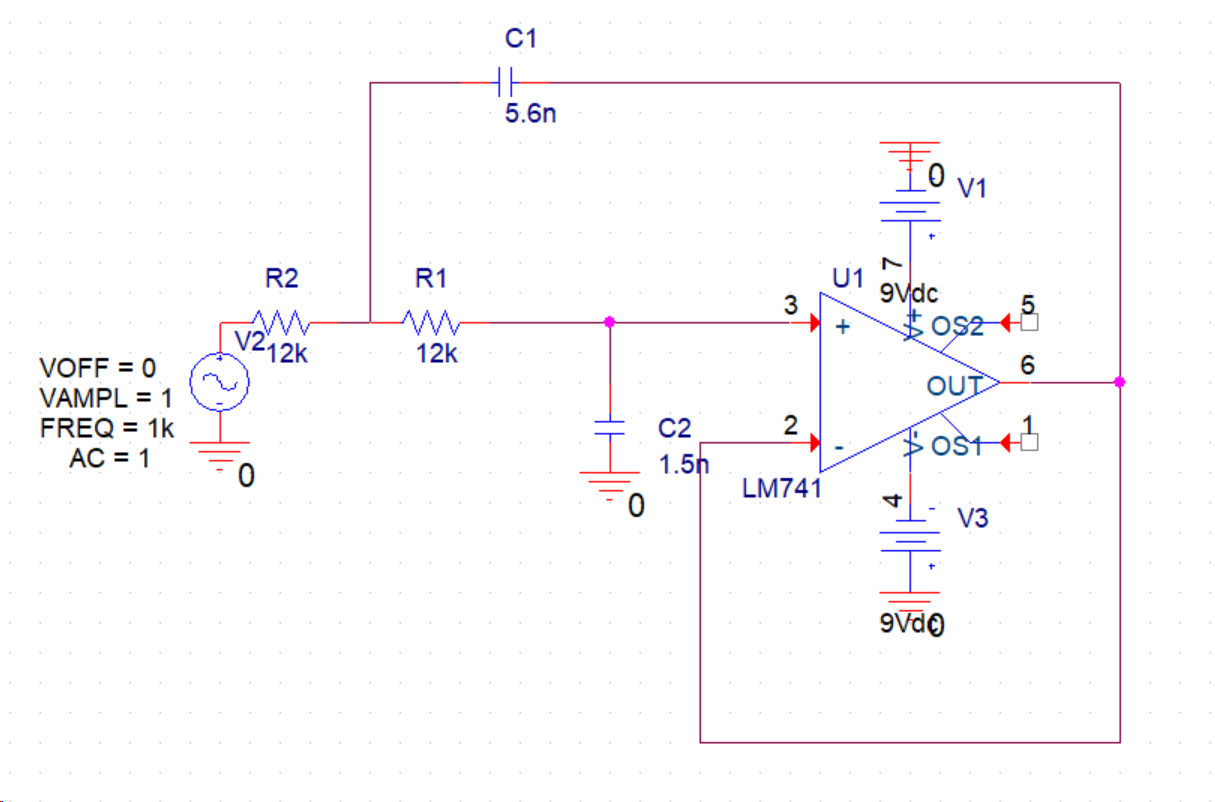 C1
5.6n
0
V1
+
7
9Vdc
R2
R1
U1
3
+
V+
OS2
5
V2
12k
12k
VOFF = 0
VAMPL = 1
FREQ = 1k
AC = 1
+
-
0
OUT
6
C2
1.5n
0
2
-
V-
OS1
1
LM741
4
-
V3
+
9Vdc
0